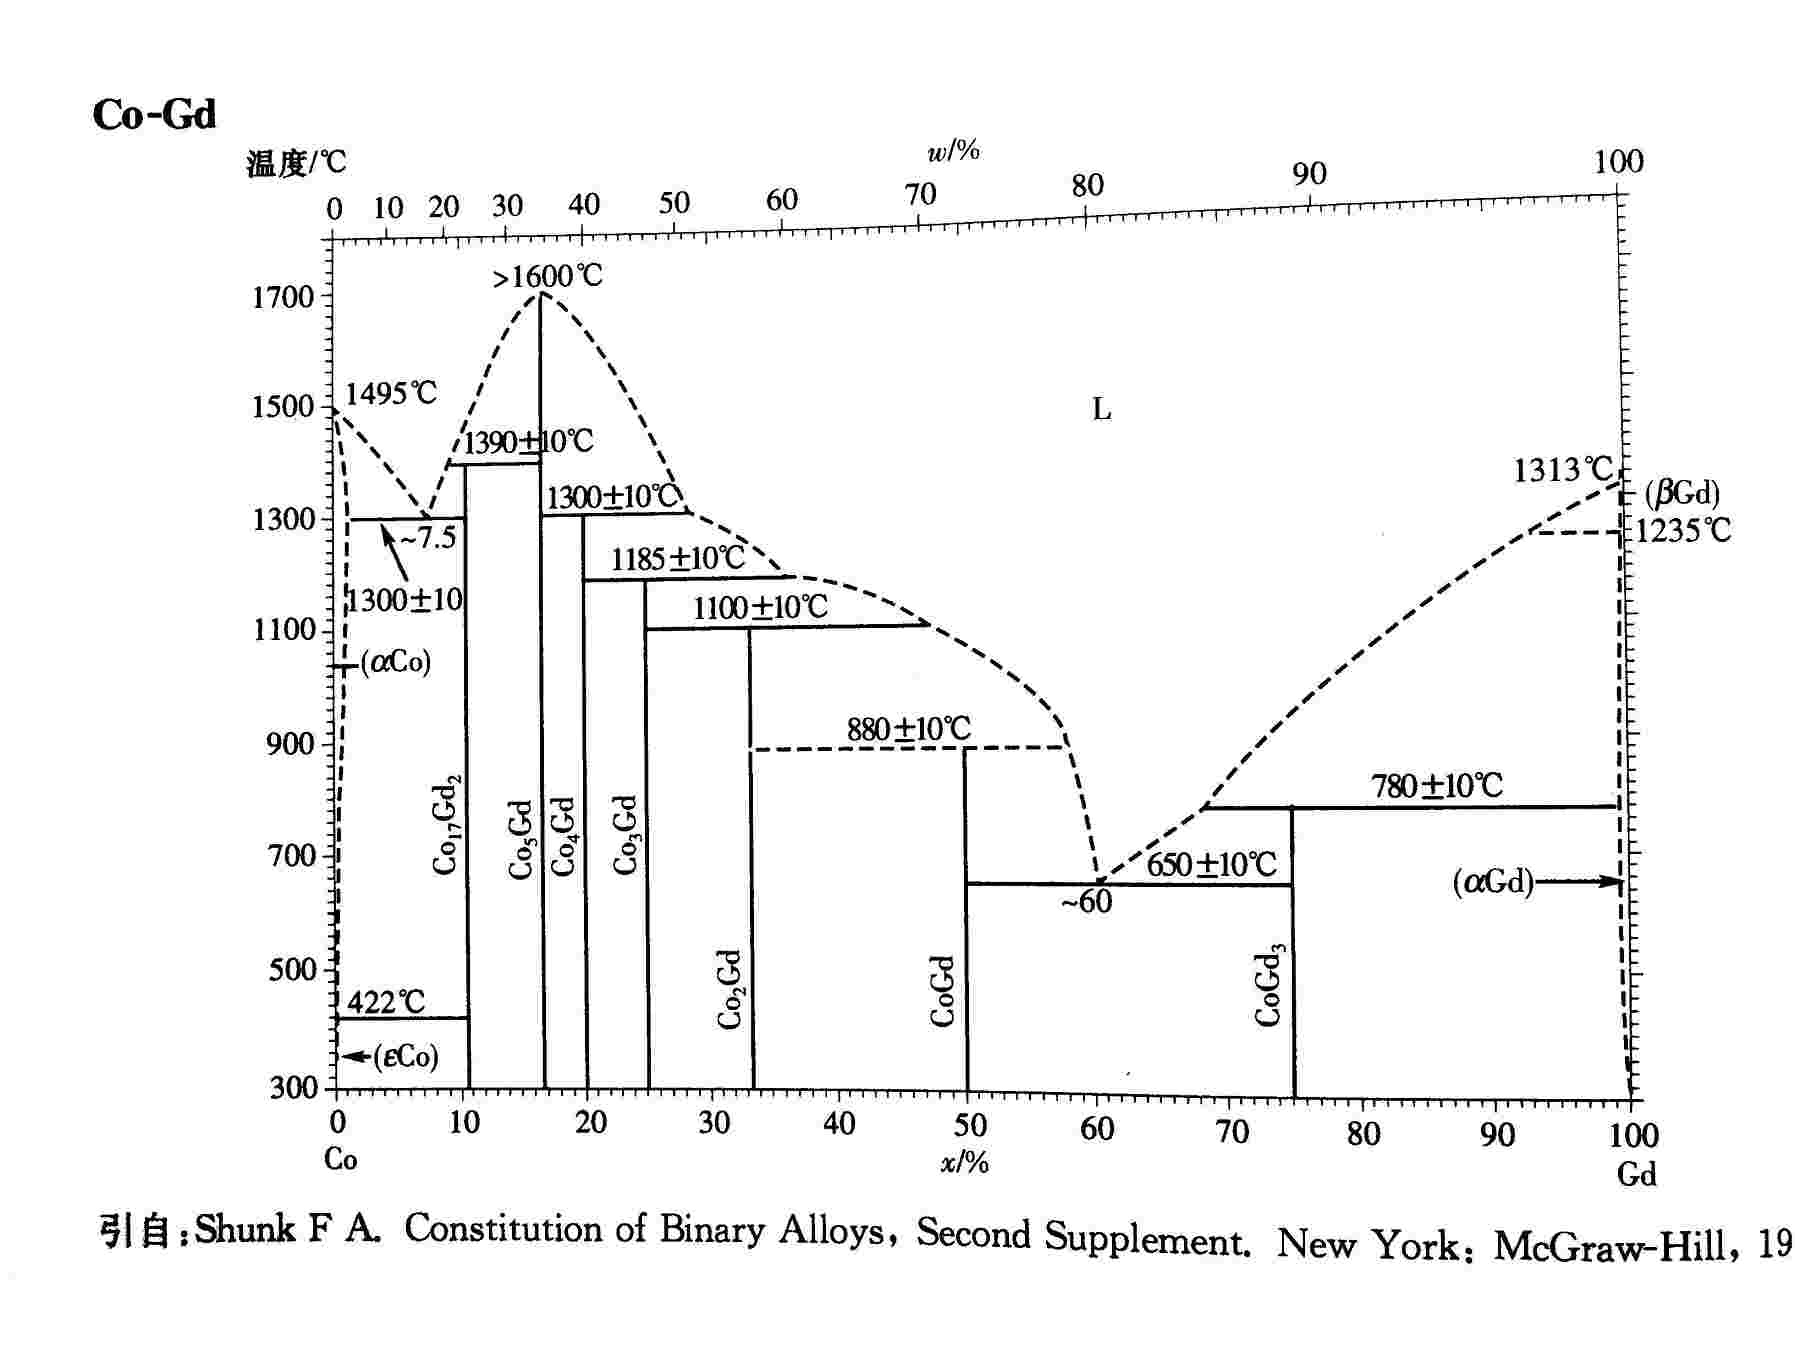 Co-Gd
w/%
温度/℃
0 10 20 30 40 50 60 70 80 90 100
>1600℃
1700
1495℃
1500
L
1390±10℃
1313℃
(βGd)
1300±10℃
1300
1235℃
~7.5
1185±10℃
1300±10
1100±10℃
1100
(αCo)
880±10℃
900
780±10℃
Co₁₇Gd₂
Co₅Gd
Co₄Gd
Co₃Gd
700
650±10℃
(αGd)
~60
Co₂Gd
CoGd
CoGd₃
500
422℃
(εCo)
300
0 10 20 30 40 50 60 70 80 90 100
Co x/% Gd
引自:Shunk F A. Constitution of Binary Alloys, Second Supplement. New York: McGraw-Hill, 19